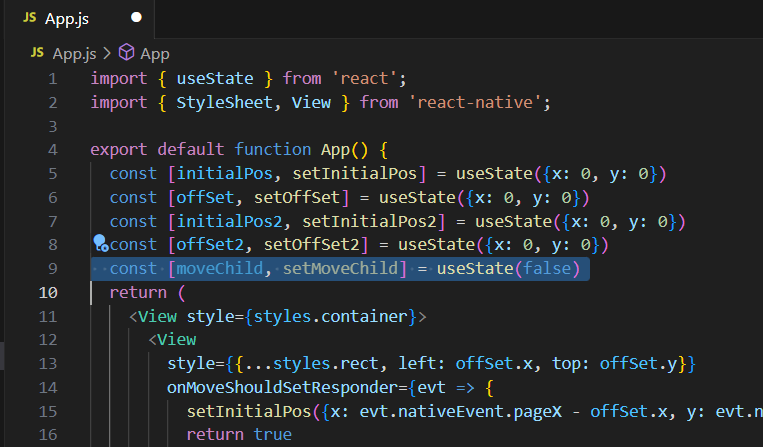 JS App.js
JS App.js > App
1 import { useState } from 'react';
2 import { StyleSheet, View } from 'react-native';
3
4 export default function App() {
5 const [initialPos, setInitialPos] = useState({x: 0, y: 0})
6 const [offSet, setOffSet] = useState({x: 0, y: 0})
7 const [initialPos2, setInitialPos2] = useState({x: 0, y: 0})
8 const [offSet2, setOffSet2] = useState({x: 0, y: 0})
9 const [moveChild, setMoveChild] = useState(false)
10 return (
11 <View style={styles.container}>
12 <View
13 style={{...styles.rect, left: offSet.x, top: offSet.y}}
14 onMoveShouldSetResponder={evt => {
15 setInitialPos({x: evt.nativeEvent.pageX - offSet.x, y: evt.n
16 return true